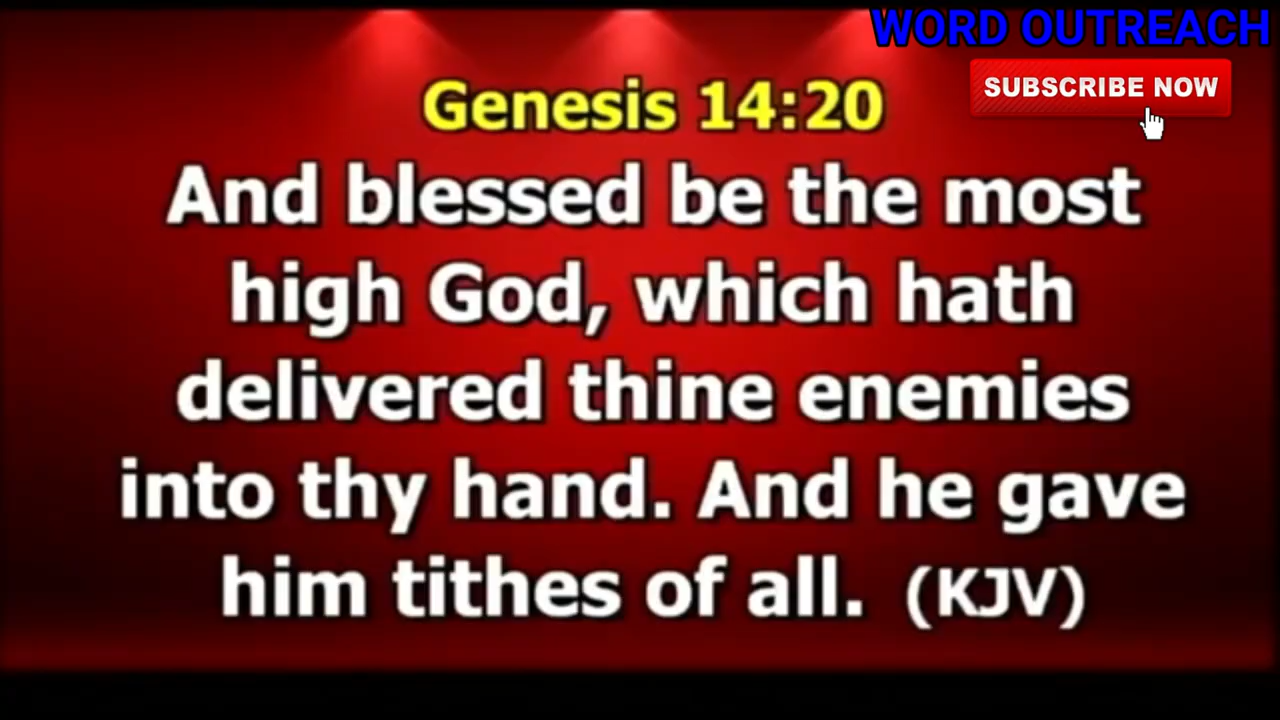 WORD OUTREACH
SUBSCRIBE NOW
Genesis 14:20
And blessed be the most
high God, which hath
delivered thine enemies
into thy hand. And he gave
him tithes of all. (KJV)